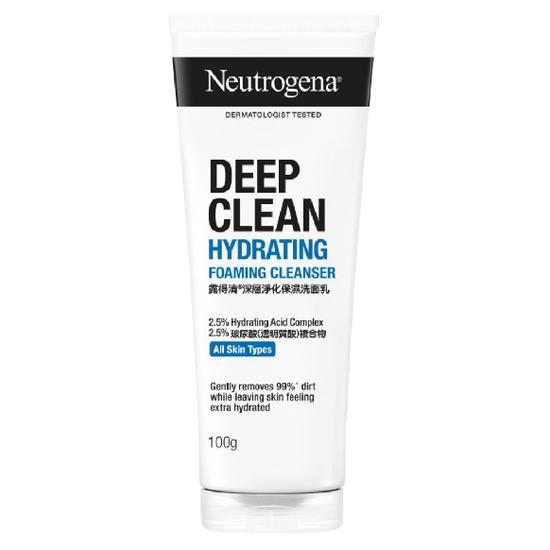 Neutrogena®
DERMATOLOGIST TESTED
DEEP
CLEAN
HYDRATING
FOAMING CLEANSER
露得清®深層淨化保濕洗面乳
2.5% Hydrating Acid Complex
2.5% 玻尿酸(透明質酸)複合物
All Skin Types
Gently removes 99%* dirt
while leaving skin feeling
extra hydrated
100g